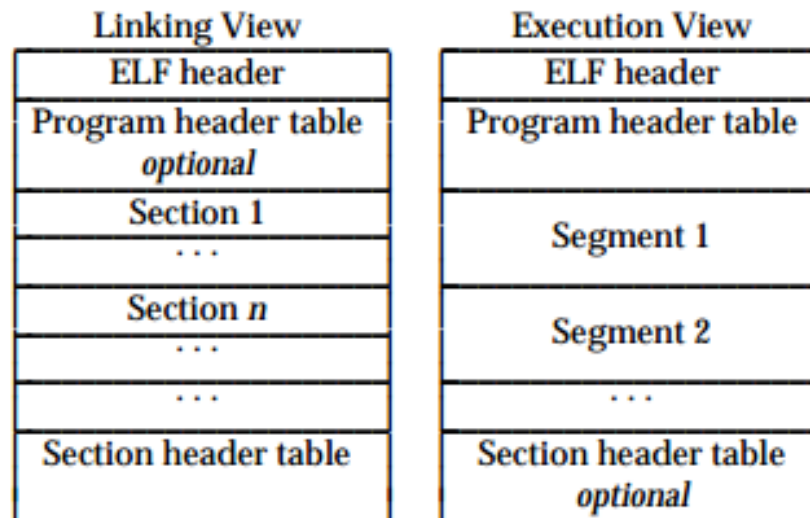 Linking View
ELF header
Program header table
optional
Section 1
. . .
Section n
. . .
. . .
Section header table
Execution View
ELF header
Program header table
Segment 1
Segment 2
. . .
Section header table
optional